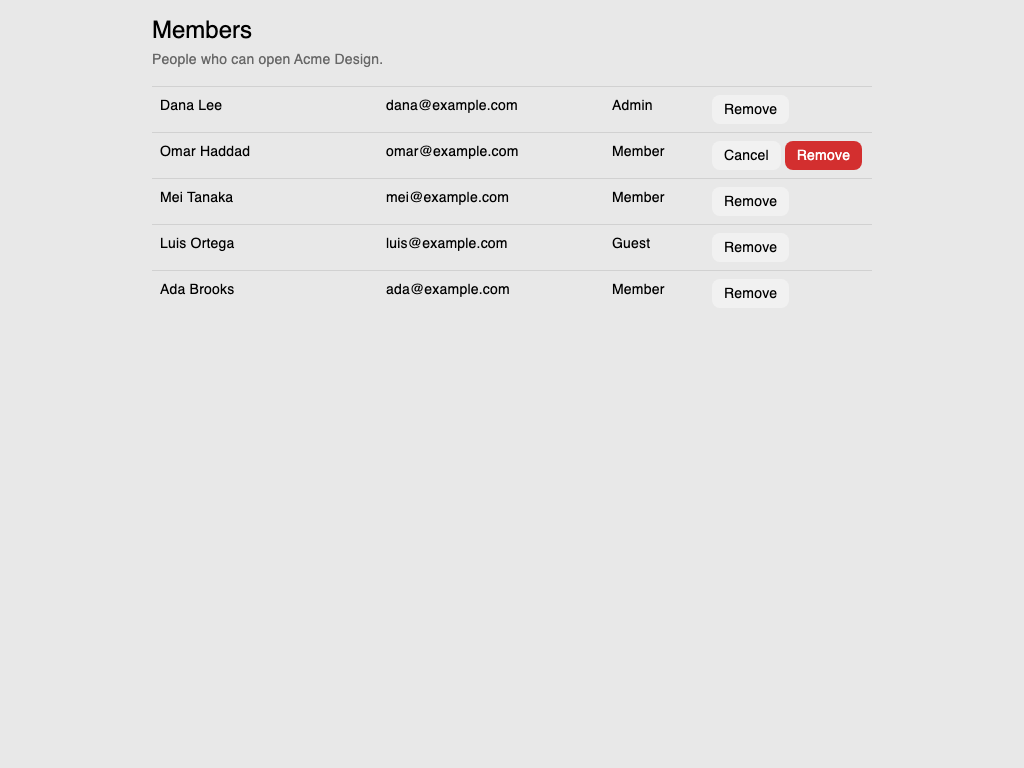 Members
People who can open Acme Design.
Dana Lee dana@example.com Admin Remove
Omar Haddad omar@example.com Member Cancel Remove
Mei Tanaka mei@example.com Member Remove
Luis Ortega luis@example.com Guest Remove
Ada Brooks ada@example.com Member Remove